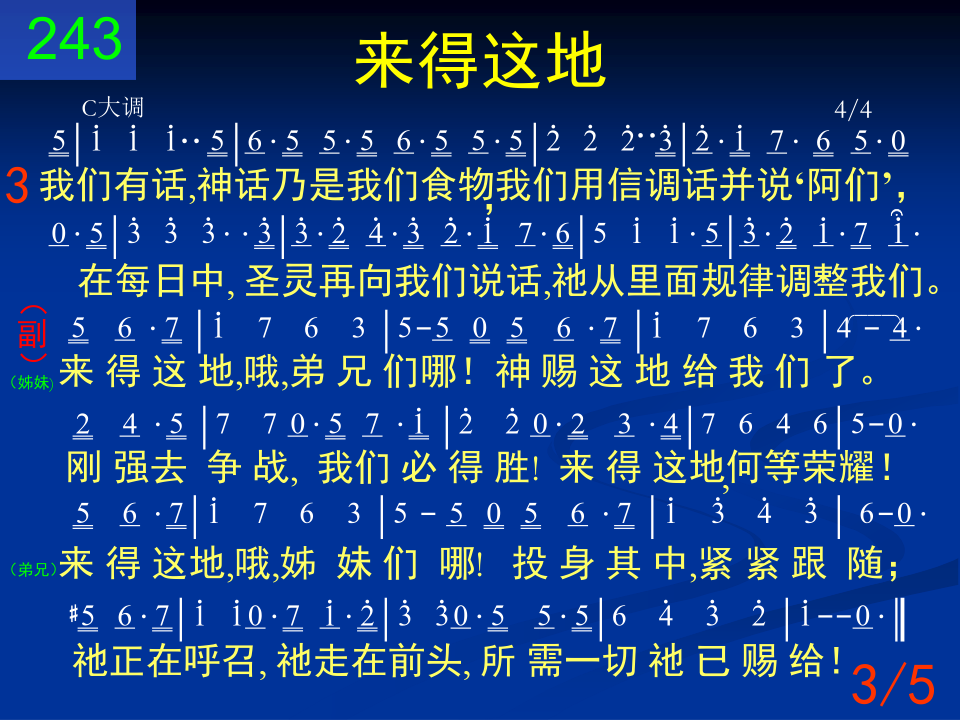 243
来得这地
C大调 4/4
5|i̇ i̇ i̇·· 5|6·5 5·5 6·5 5·5|2̇ 2̇ 2̇··3̇|2̇·i̇ 7·6 5·0
3 我们有话,神话乃是我们食物,我们用信调话并说‘阿们’,
0·5|3̇ 3̇ 3̇··3̇|3̇·2̇ 4̇·3̇ 2̇·i̇ 7·6|5 i̇ i̇·5|3̇·2̇ i̇·7 i̇·
在每日中, 圣灵再向我们说话,祂从里面规律调整我们。
(副)
5 6·7|i̇ 7 6 3|5-5 0 5 6·7|i̇ 7 6 3|4-4·
(姊妹) 来 得 这 地,哦,弟 兄 们哪！神 赐 这 地 给 我 们 了。
2 4·5|7 7 0·5 7·i̇|2̇ 2̇ 0·2 3·4|7 6 4 6|5-0·
刚 强去 争 战, 我们 必 得 胜! 来 得 这地,何等荣耀！
5 6·7|i̇ 7 6 3|5-5 0 5 6·7|i̇ 3̇ 4̇ 3̇|6-0·
(弟兄) 来 得 这地,哦,姊 妹 们 哪! 投 身 其 中,紧 紧 跟 随；
#5 6·7|i̇ i̇0·7 i̇·2̇|3̇ 3̇0·5 5·5|6 4̇ 3̇ 2̇|i̇--0·‖
祂正在呼召, 祂走在前头, 所 需一切 祂 已 赐 给！
3/5